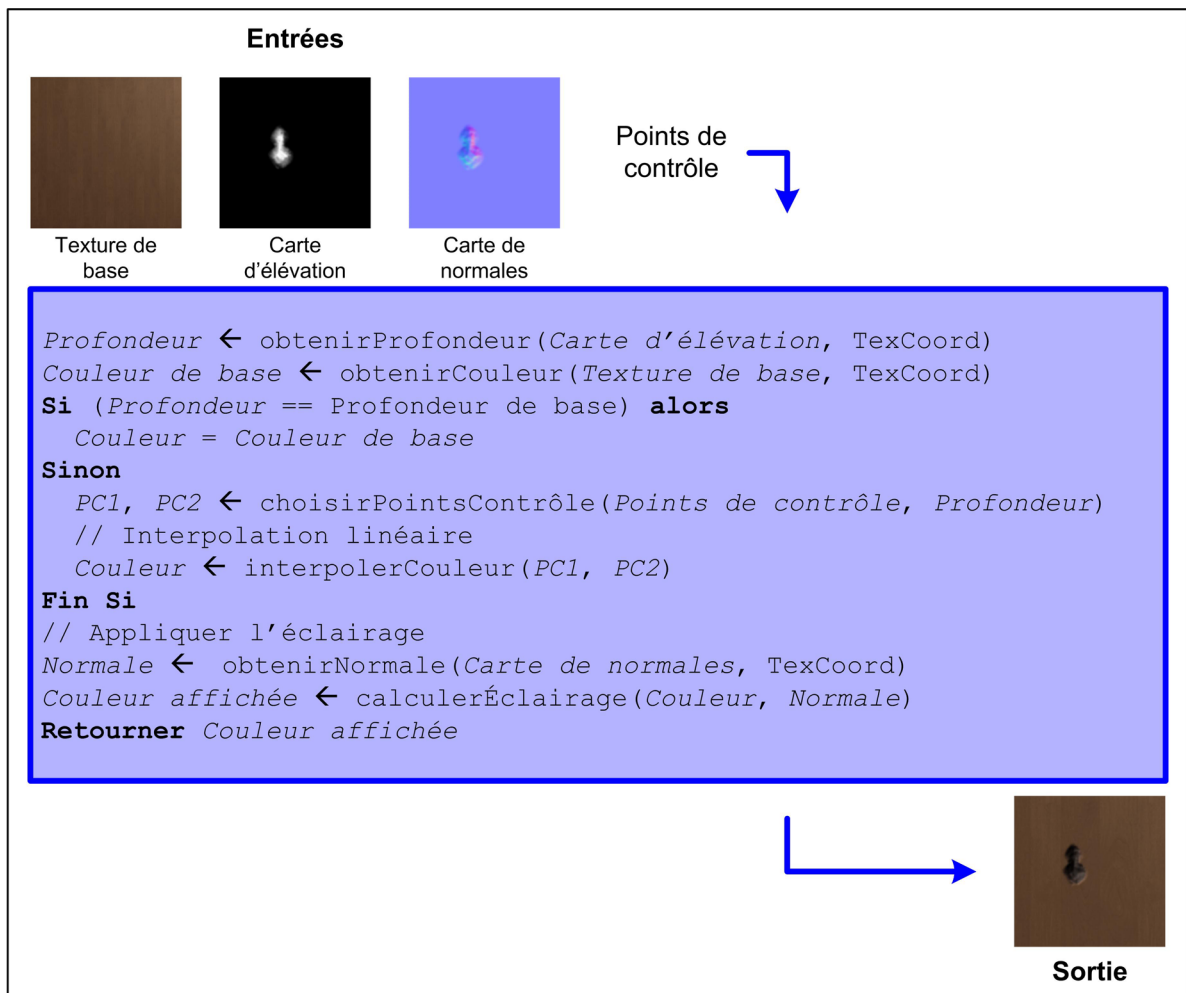 Entrées
Points de
contrôle
Texture de
base
Carte
d’élévation
Carte de
normales
Profondeur ← obtenirProfondeur(Carte d’élévation, TexCoord)
Couleur de base ← obtenirCouleur(Texture de base, TexCoord)
Si (Profondeur == Profondeur de base) alors
Couleur = Couleur de base
Sinon
PC1, PC2 ← choisirPointsContrôle(Points de contrôle, Profondeur)
// Interpolation linéaire
Couleur ← interpolerCouleur(PC1, PC2)
Fin Si
// Appliquer l’éclairage
Normale ← obtenirNormale(Carte de normales, TexCoord)
Couleur affichée ← calculerÉclairage(Couleur, Normale)
Retourner Couleur affichée
Sortie